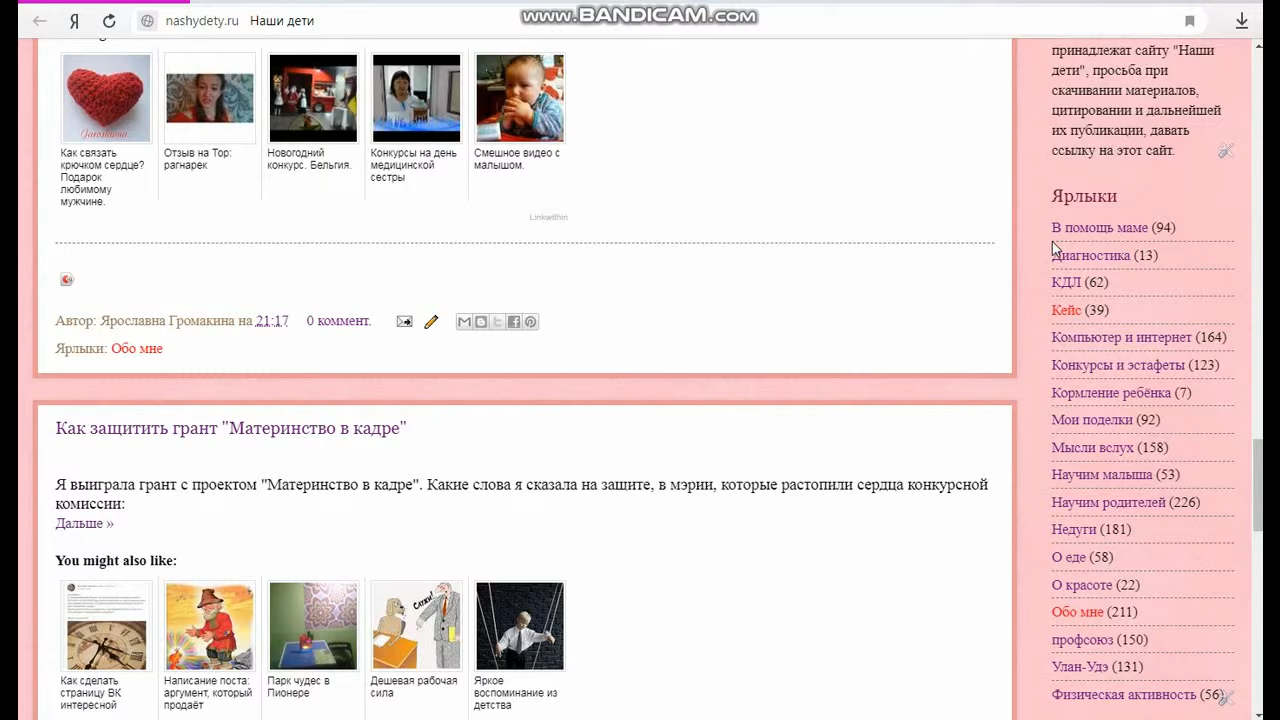 Я
nashydety.ru Наши дети
www.BANDICAM.com
Как связать
крючком сердце?
Подарок
любимому
мужчине.
Отзыв на Тор:
рагнарек
Новогодний
конкурс. Бельгия.
Конкурсы на день
медицинской
сестры
Смешное видео с
малышом.
Linkwithin
Автор: Ярославна Громакина на 21:17 0 коммент.
Ярлыки: Обо мне
Как защитить грант "Материнство в кадре"
Я выиграла грант с проектом "Материнство в кадре". Какие слова я сказала на защите, в мэрии, которые растопили сердца конкурсной
комиссии:
Дальше »
You might also like:
Как сделать
страницу ВК
интересной
Написание поста:
аргумент, который
продаёт
Парк чудес в
Пионере
Дешевая рабочая
сила
Яркое
воспоминание из
детства
принадлежат сайту "Наши
дети", просьба при
скачивании материалов,
цитировании и дальнейшей
их публикации, давать
ссылку на этот сайт.
Ярлыки
В помощь маме (94)
Диагностика (13)
КДЛ (62)
Кейс (39)
Компьютер и интернет (164)
Конкурсы и эстафеты (123)
Кормление ребёнка (7)
Мои поделки (92)
Мысли вслух (158)
Научим малыша (53)
Научим родителей (226)
Недуги (181)
О еде (58)
О красоте (22)
Обо мне (211)
профсоюз (150)
Улан-Удэ (131)
Физическая активность (56)